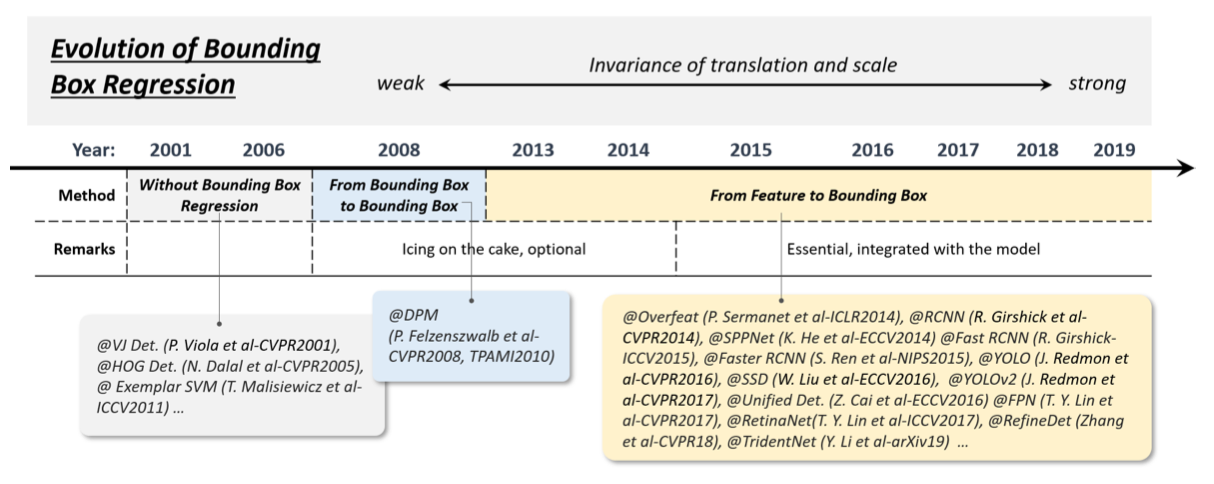 Evolution of Bounding
Box Regression
Invariance of translation and scale
weak
strong
Year: 2001 2006 2008 2013 2014 2015 2016 2017 2018 2019
Method
Without Bounding Box
Regression
From Bounding Box
to Bounding Box
From Feature to Bounding Box
Remarks
Icing on the cake, optional
Essential, integrated with the model
@VJ Det. (P. Viola et al-CVPR2001),
@HOG Det. (N. Dalal et al-CVPR2005),
@ Exemplar SVM (T. Malisiewicz et al-
ICCV2011) ...
@DPM
(P. Felzenszwalb et al-
CVPR2008, TPAMI2010)
@Overfeat (P. Sermanet et al-ICLR2014), @RCNN (R. Girshick et al-
CVPR2014), @SPPNet (K. He et al-ECCV2014) @Fast RCNN (R. Girshick-
ICCV2015), @Faster RCNN (S. Ren et al-NIPS2015), @YOLO (J. Redmon et
al-CVPR2016), @SSD (W. Liu et al-ECCV2016), @YOLOv2 (J. Redmon et
al-CVPR2017), @Unified Det. (Z. Cai et al-ECCV2016) @FPN (T. Y. Lin et
al-CVPR2017), @RetinaNet(T. Y. Lin et al-ICCV2017), @RefineDet (Zhang
et al-CVPR18), @TridentNet (Y. Li et al-arXiv19) ...